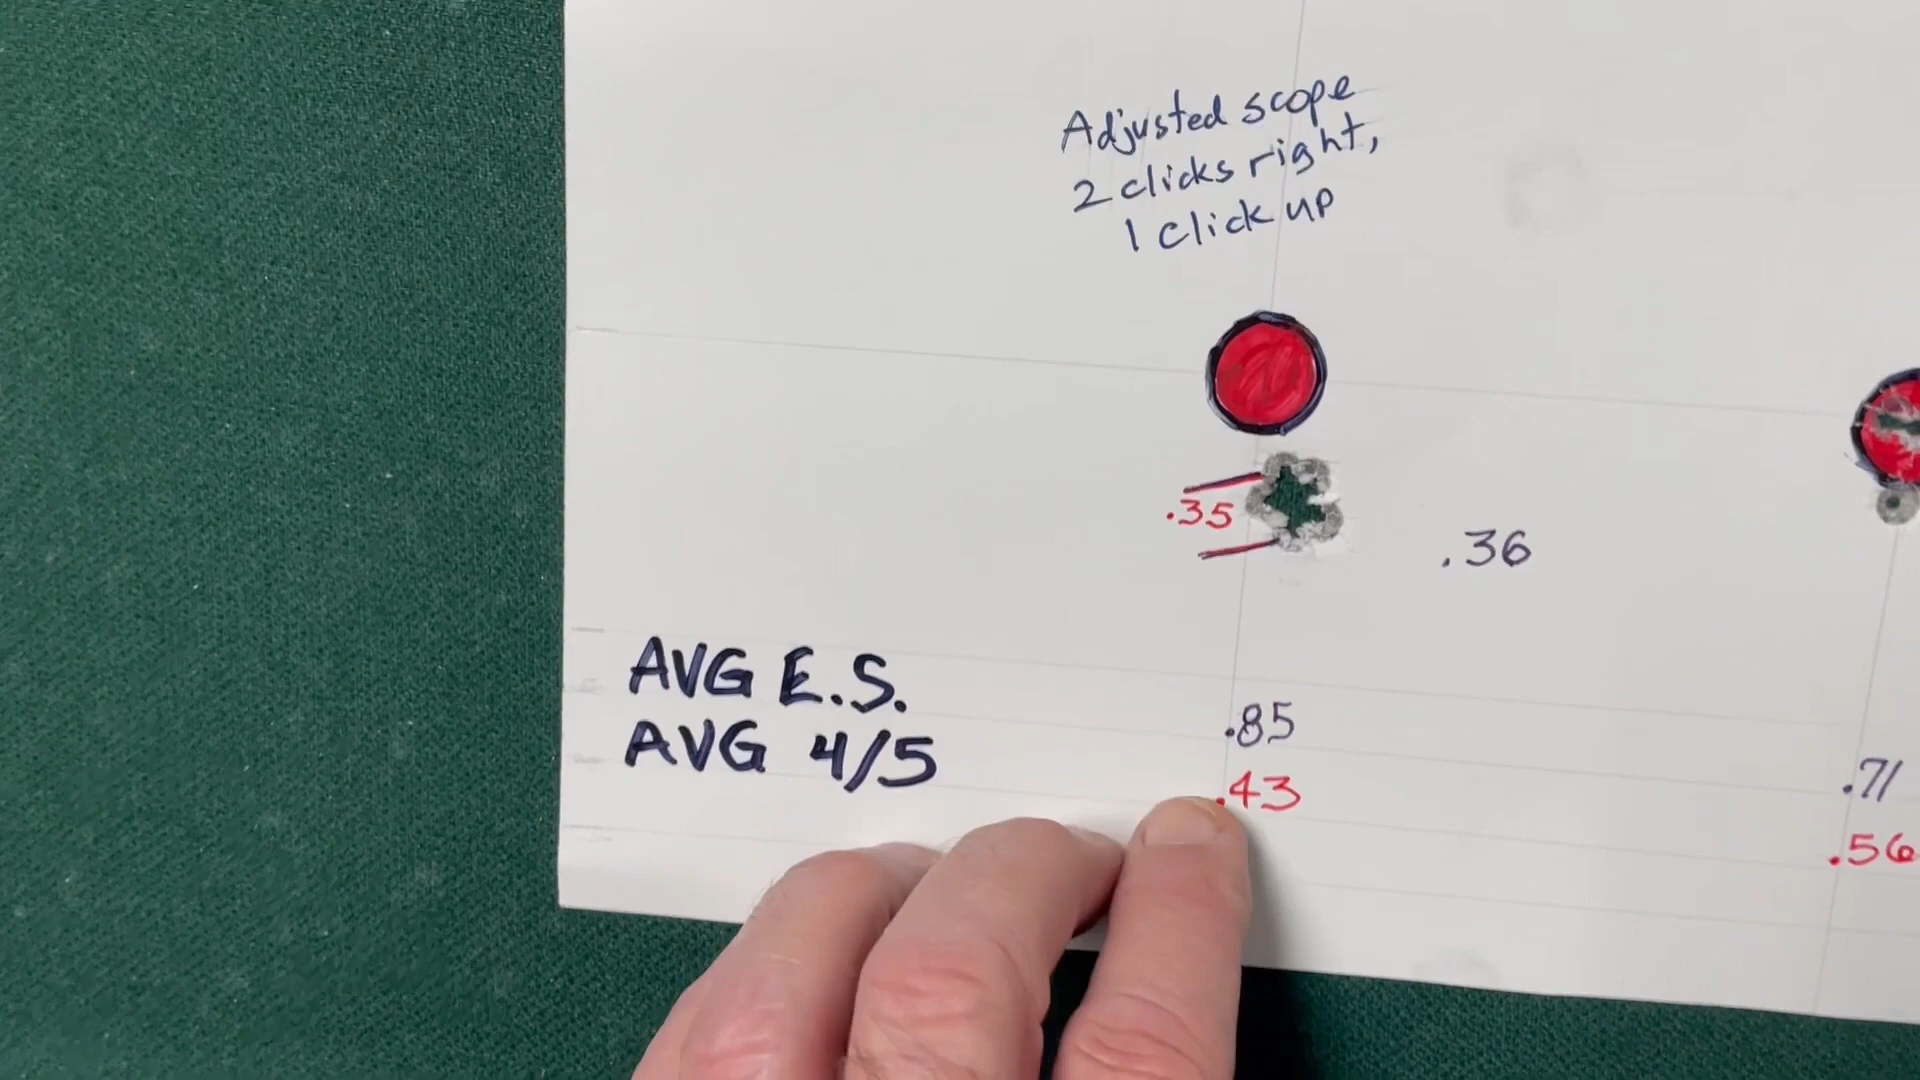 Adjusted scope
2 clicks right,
1 click up
.35
.36
AVG E.S.
.85
.71
AVG 4/5
.43
.56